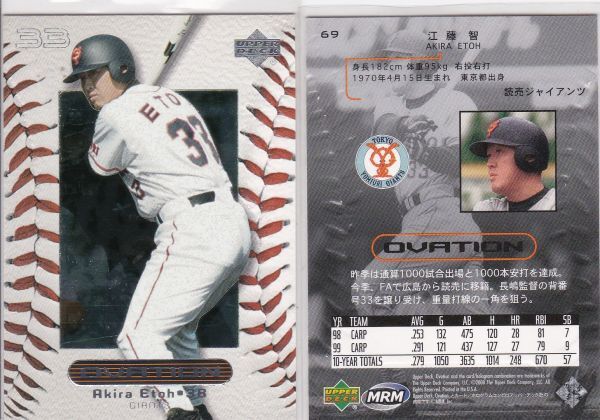 33
UPPER DECK
ETO
33
3
OVATION
Akira Etoh • 3B
GIANTS
69
江藤 智
AKIRA ETOH
身長182cm 体重95kg 右投右打
1970年4月15日生まれ 東京都出身
読売ジャイアンツ
TOKYO
YOMIURI GIANTS
OVATION
昨季は通算1000試合出場と1000本安打を達成。
今季、FAで広島から読売に移籍。長嶋監督の背番
号33を譲り受け、重量打線の一角を狙う。
YR TEAM AVG G AB R H RBI SB
98 CARP .253 132 475 120 28 81 7
99 CARP .291 121 437 127 27 79 9
10-YEAR TOTALS .279 1050 3635 1014 248 670 57
UPPER DECK
MRM